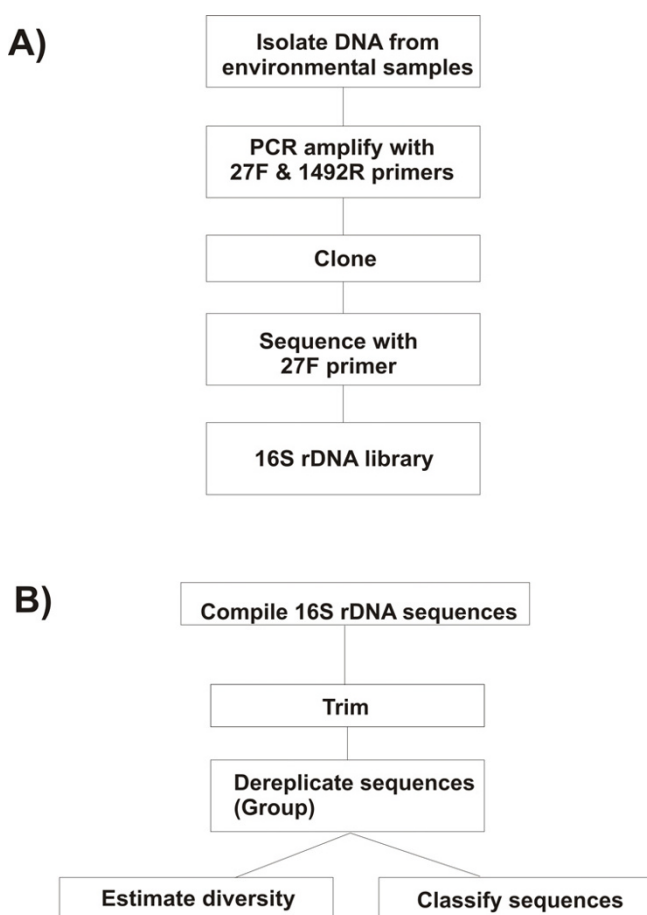 A)
Isolate DNA from
environmental samples
PCR amplify with
27F & 1492R primers
Clone
Sequence with
27F primer
16S rDNA library
B)
Compile 16S rDNA sequences
Trim
Dereplicate sequences
(Group)
Estimate diversity
Classify sequences